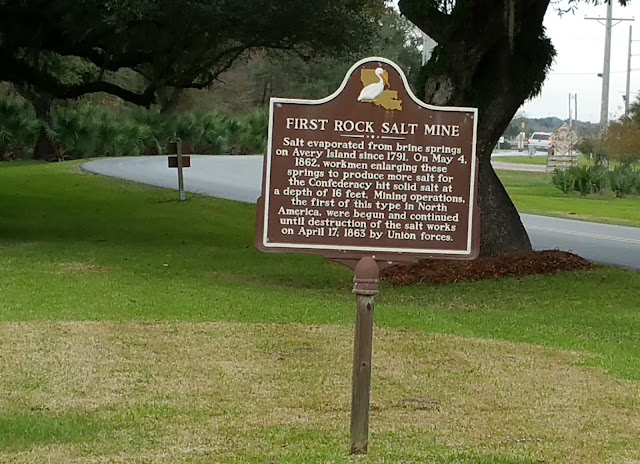 FIRST ROCK SALT MINE
Salt evaporated from brine springs
on Avery Island since 1791. On May 4,
1862, workmen enlarging these
springs to produce more salt for
the Confederacy hit solid salt at
a depth of 16 feet. Mining operations,
the first of this type in North
America, were begun and continued
until destruction of the salt works
on April 17, 1863 by Union forces.